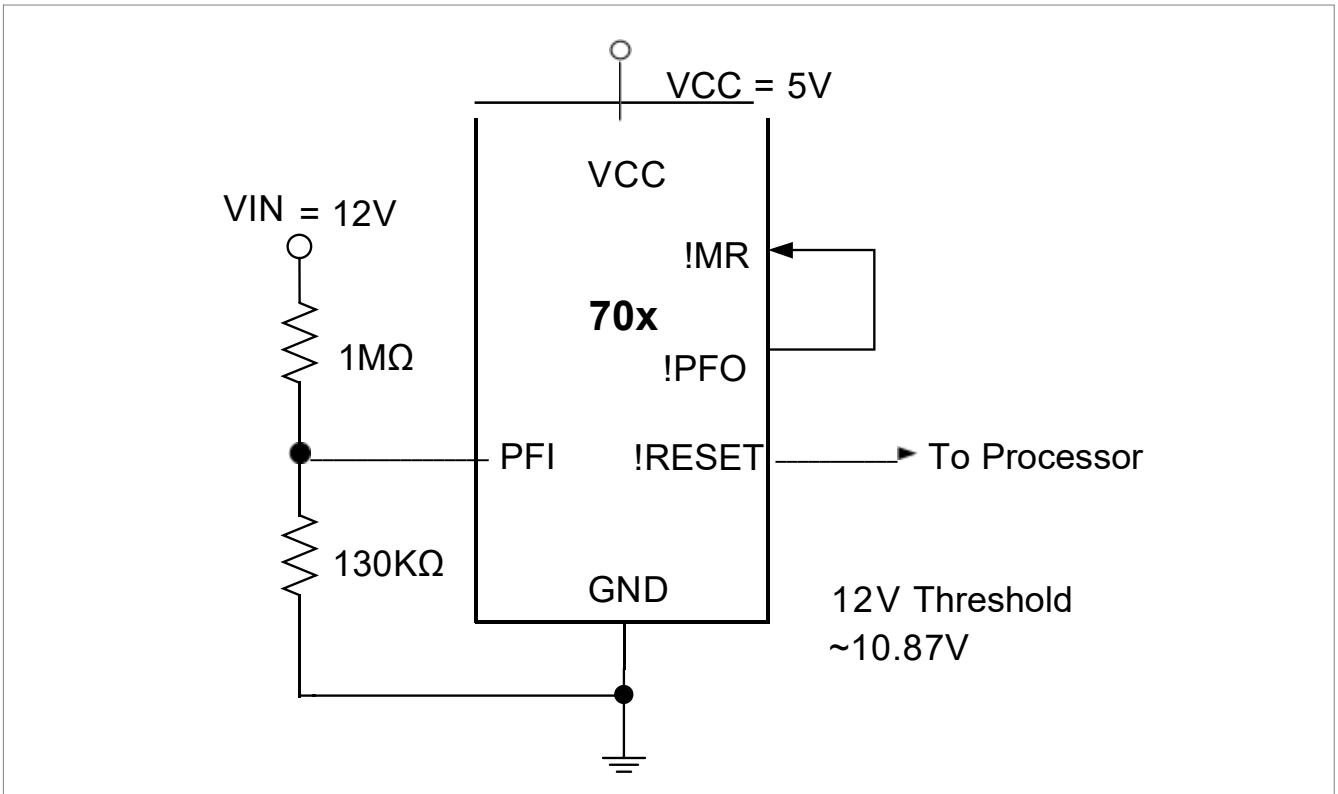 VCC = 5V
VCC
VIN = 12V
!MR
70x
1MΩ
!PFO
PFI
!RESET
To Processor
130KΩ
GND
12V Threshold
~10.87V